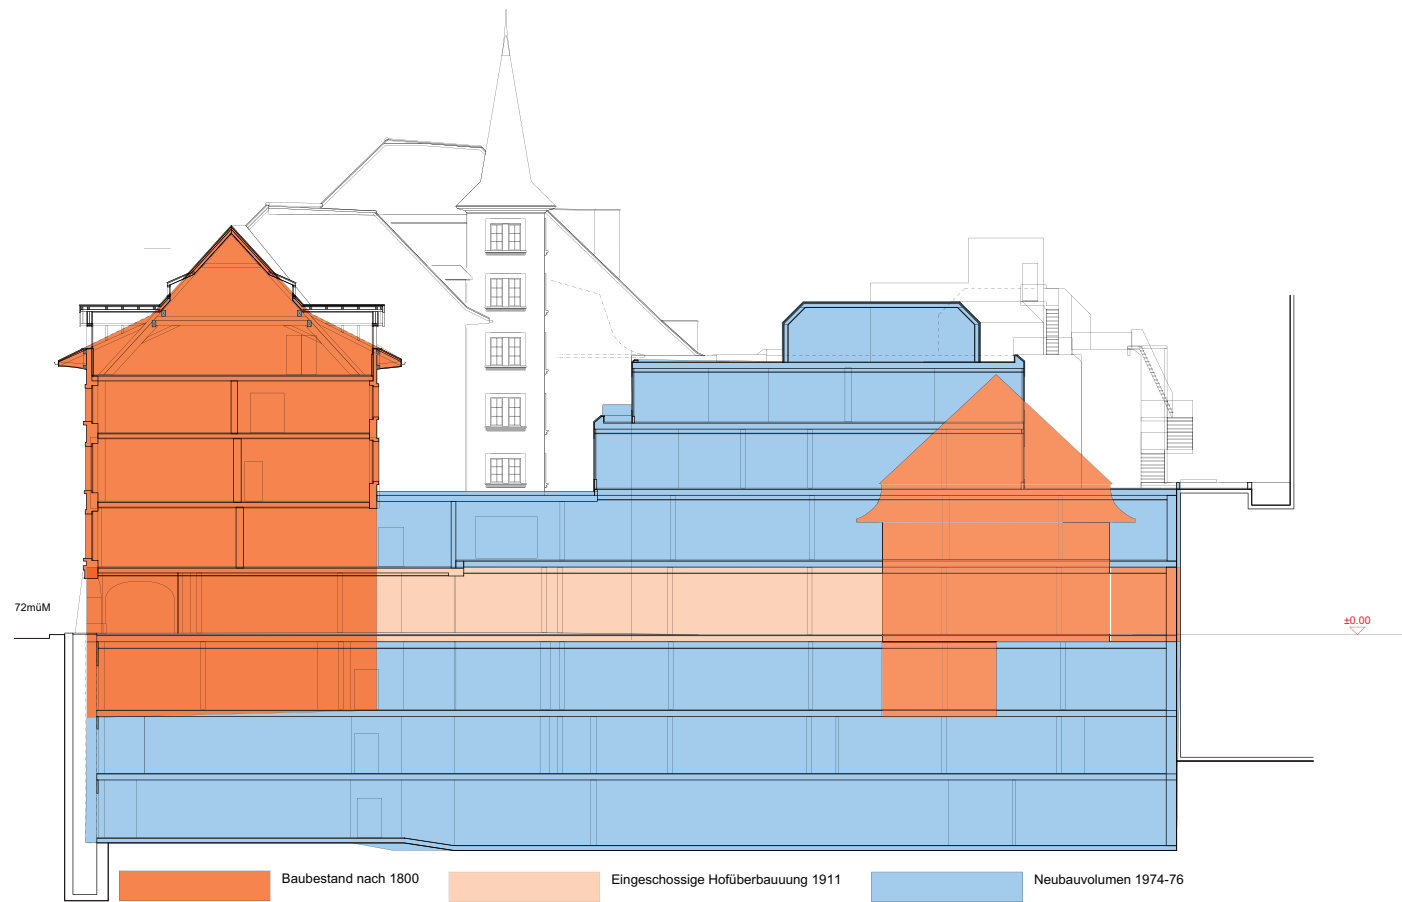 72müM
±0.00
Baubestand nach 1800
Eingeschossige Hofüberbauuung 1911
Neubauvolumen 1974-76